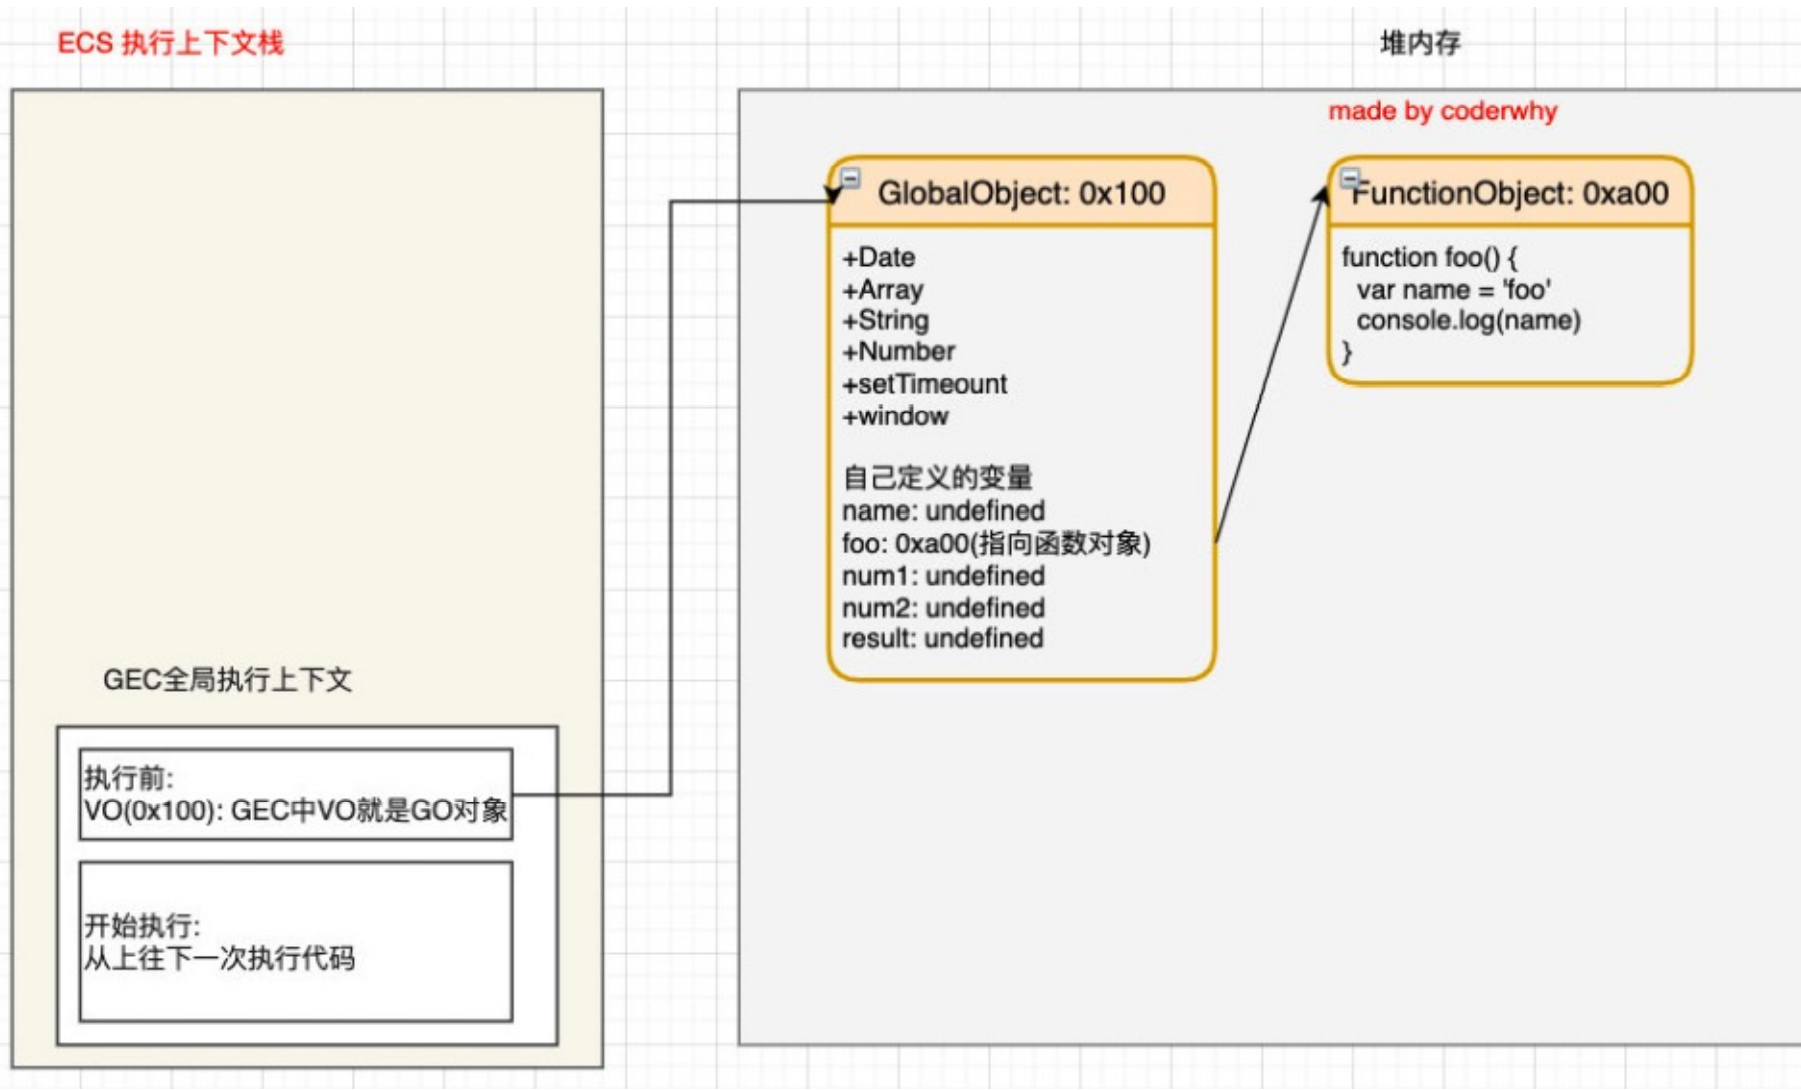 ECS 执行上下文栈
堆内存
made by coderwhy
GlobalObject: 0x100
+Date
+Array
+String
+Number
+setTimeount
+window
自己定义的变量
name: undefined
foo: 0xa00(指向函数对象)
num1: undefined
num2: undefined
result: undefined
FunctionObject: 0xa00
function foo() {
var name = 'foo'
console.log(name)
}
GEC全局执行上下文
执行前:
VO(0x100): GEC中VO就是GO对象
开始执行:
从上往下一次执行代码